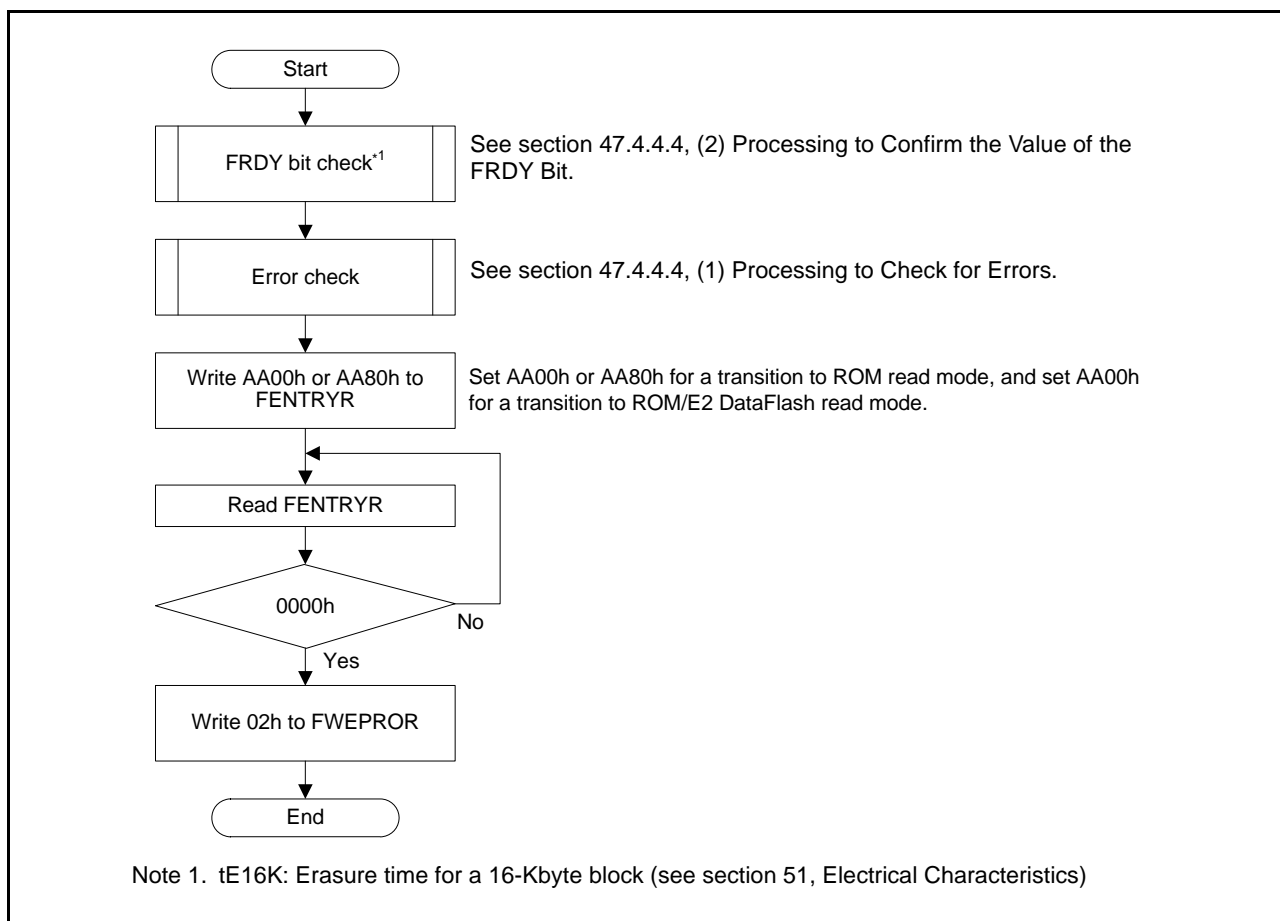 Start
FRDY bit check*1
See section 47.4.4.4, (2) Processing to Confirm the Value of the
FRDY Bit.
Error check
See section 47.4.4.4, (1) Processing to Check for Errors.
Write AA00h or AA80h to
FENTRYR
Set AA00h or AA80h for a transition to ROM read mode, and set AA00h
for a transition to ROM/E2 DataFlash read mode.
Read FENTRYR
0000h
No
Yes
Write 02h to FWEPROR
End
Note 1. tE16K: Erasure time for a 16-Kbyte block (see section 51, Electrical Characteristics)